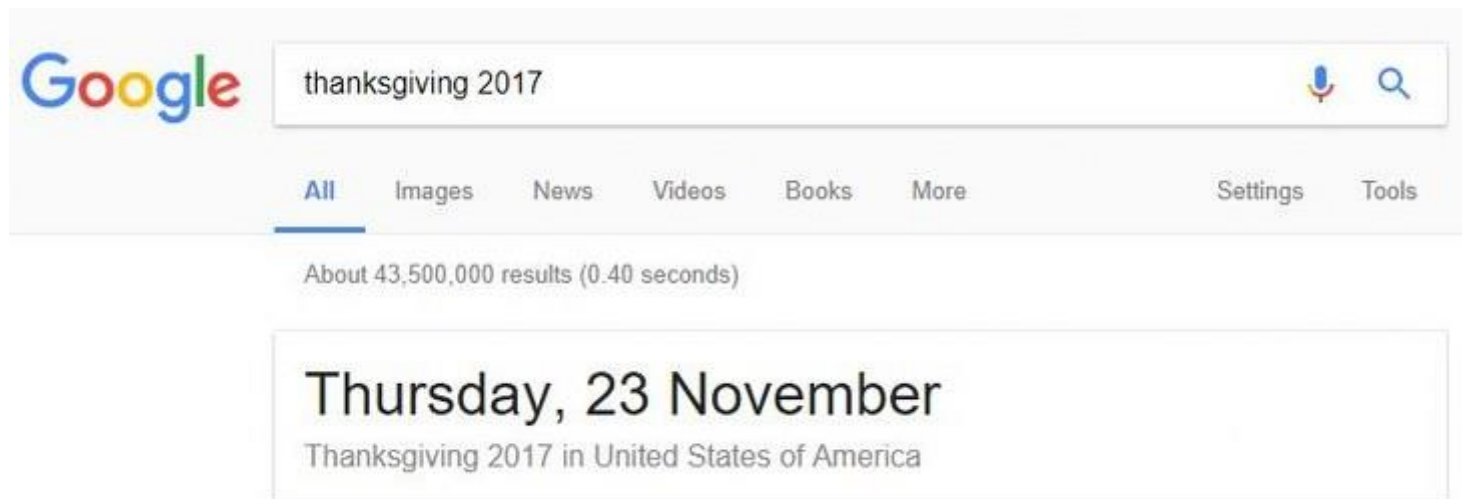 Google thanksgiving 2017
All Images News Videos Books More Settings Tools
About 43,500,000 results (0.40 seconds)
Thursday, 23 November
Thanksgiving 2017 in United States of America